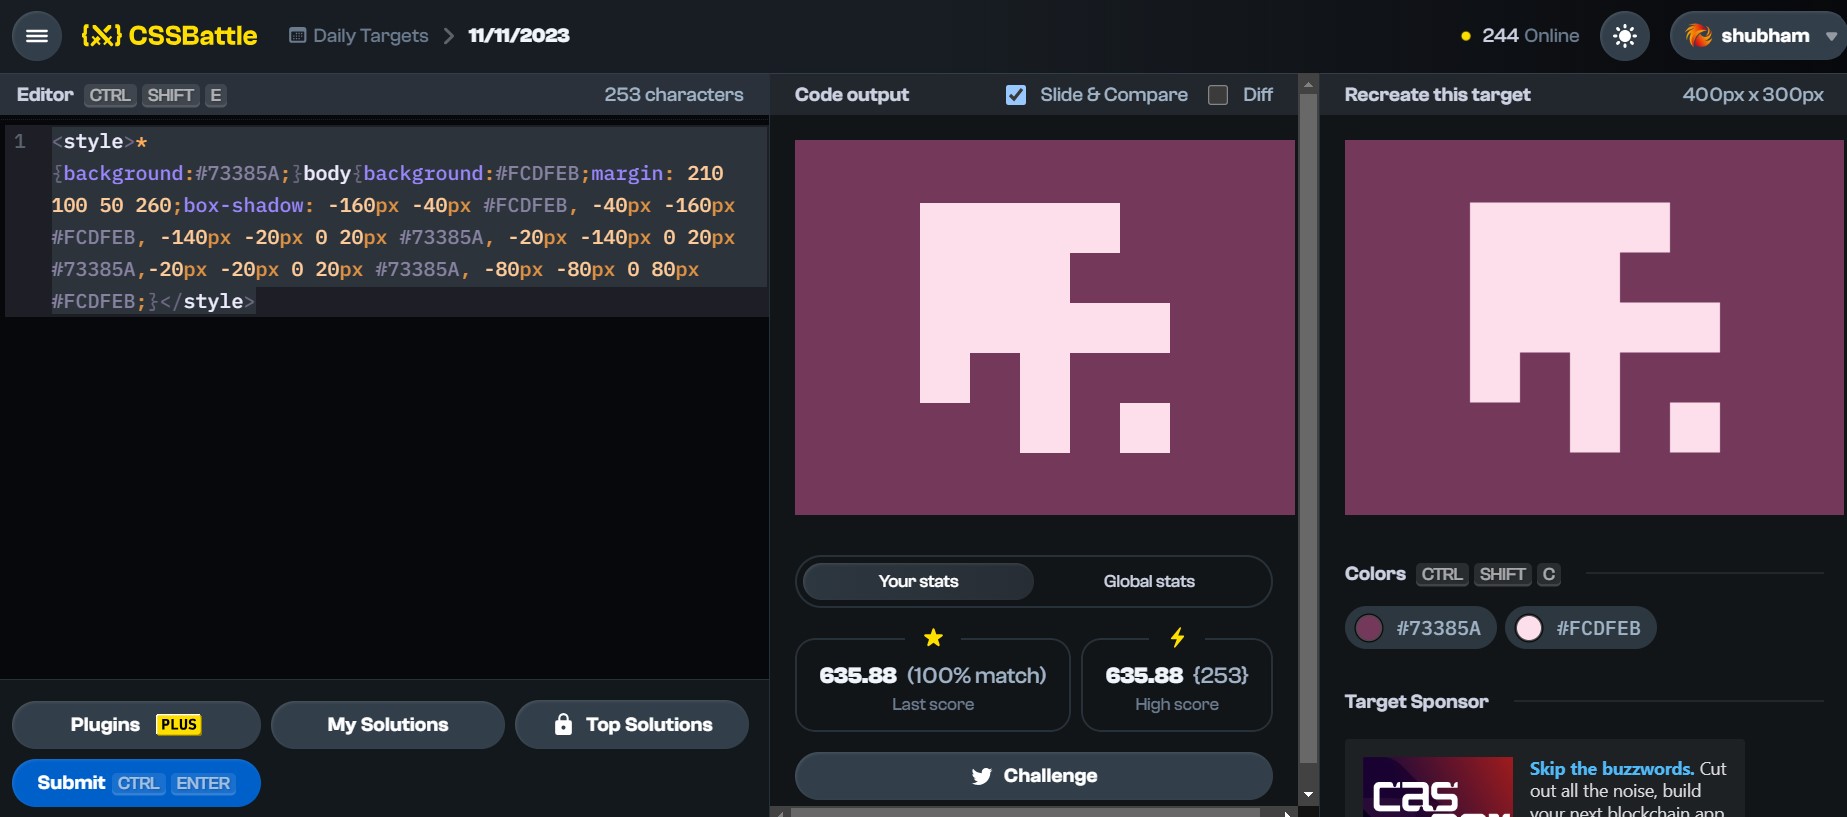 CSSBattle Daily Targets 11/11/2023 244 Online shubham
Editor CTRL SHIFT E 253 characters
1 <style>*
{background:#73385A;}body{background:#FCDFEB;margin: 210
100 50 260;box-shadow: -160px -40px #FCDFEB, -40px -160px
#FCDFEB, -140px -20px 0 20px #73385A, -20px -140px 0 20px
#73385A,-20px -20px 0 20px #73385A, -80px -80px 0 80px
#FCDFEB;}</style>
Plugins PLUS My Solutions Top Solutions
Submit CTRL ENTER
Code output Slide & Compare Diff
Your stats Global stats
635.88 (100% match) 635.88 {253}
Last score High score
Challenge
Recreate this target 400px x 300px
Colors CTRL SHIFT C
#73385A #FCDFEB
Target Sponsor
cas
Skip the buzzwords. Cut
out all the noise, build
your next blockchain app